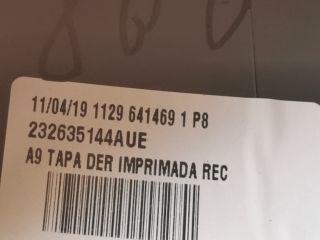 11/04/19 1129 641469 1 P8
232635144AUE
A9 TAPA DER IMPRIMADA REC